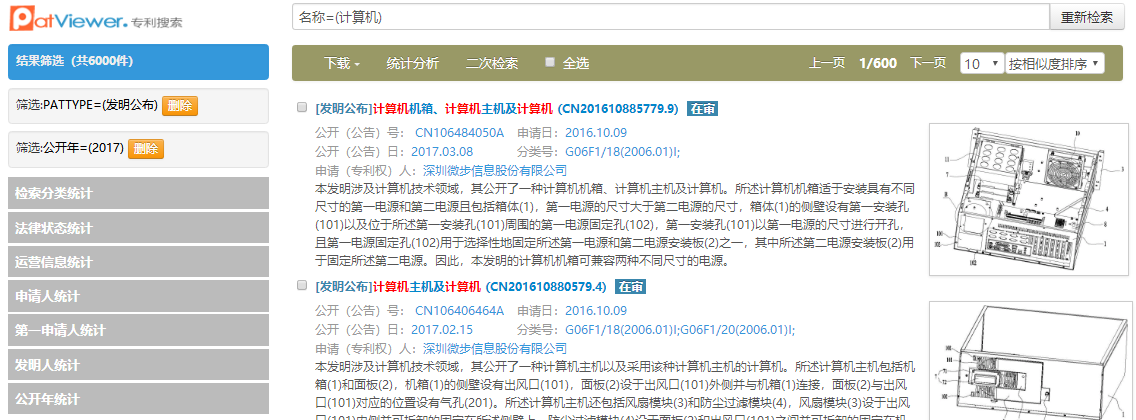 PatViewer. 专利搜索
名称=(计算机)
重新检索
结果筛选（共6000件）
下载
统计分析
二次检索
全选
上一页
1/600
下一页
10
按相似度排序
筛选:PATTYPE=(发明公布) 删除
筛选:公开年=(2017) 删除
检索分类统计
法律状态统计
运营信息统计
申请人统计
第一申请人统计
发明人统计
公开年统计
[发明公布]计算机机箱、计算机主机及计算机 (CN201610885779.9) 在审
公开（公告）号： CN106484050A 申请日：2016.10.09
公开（公告）日：2017.03.08 分类号：G06F1/18(2006.01)I;
申请（专利权）人：深圳微步信息股份有限公司
本发明涉及计算机技术领域，其公开了一种计算机机箱、计算机主机及计算机。所述计算机机箱适于安装具有不同
尺寸的第一电源和第二电源且包括箱体(1)，第一电源的尺寸大于第二电源的尺寸，箱体(1)的侧壁设有第一安装孔
(101)以及位于所述第一安装孔(101)周围的第一电源固定孔(102)，第一安装孔(101)以第一电源的尺寸进行开孔，
且第一电源固定孔(102)用于选择性地固定所述第一电源和第二电源安装板(2)之一，其中所述第二电源安装板(2)用
于固定所述第二电源。因此，本发明的计算机机箱可兼容两种不同尺寸的电源。
[发明公布]计算机主机及计算机 (CN201610880579.4) 在审
公开（公告）号： CN106406464A 申请日：2016.10.09
公开（公告）日：2017.02.15 分类号：G06F1/18(2006.01)I;G06F1/20(2006.01)I;
申请（专利权）人：深圳微步信息股份有限公司
本发明涉及计算机技术领域，其公开了一种计算机主机以及采用该种计算机主机的计算机。所述计算机主机包括机
箱(1)和面板(2)，机箱(1)的侧壁设有出风口(101)，面板(2)设于出风口(101)外侧并与机箱(1)连接，面板(2)与出风
口(101)对应的位置设有气孔(201)。所述计算机主机还包括风扇模块(3)和防尘过滤模块(4)，风扇模块(3)设于出风